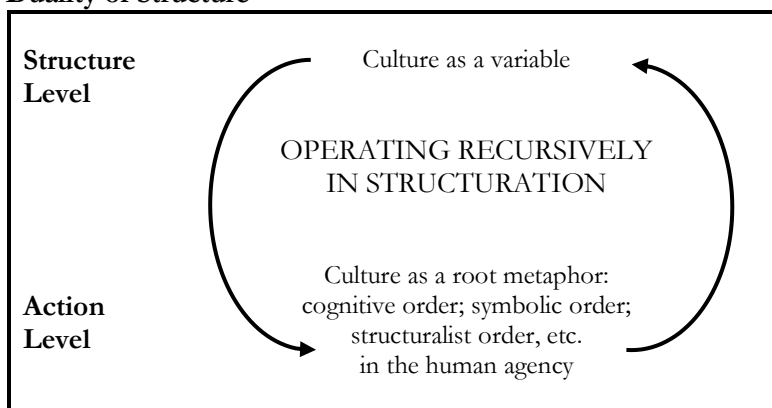 Duality of Structure
Structure
Level
Culture as a variable
OPERATING RECURSIVELY
IN STRUCTURATION
Action
Level
Culture as a root metaphor:
cognitive order; symbolic order;
structuralist order, etc.
in the human agency